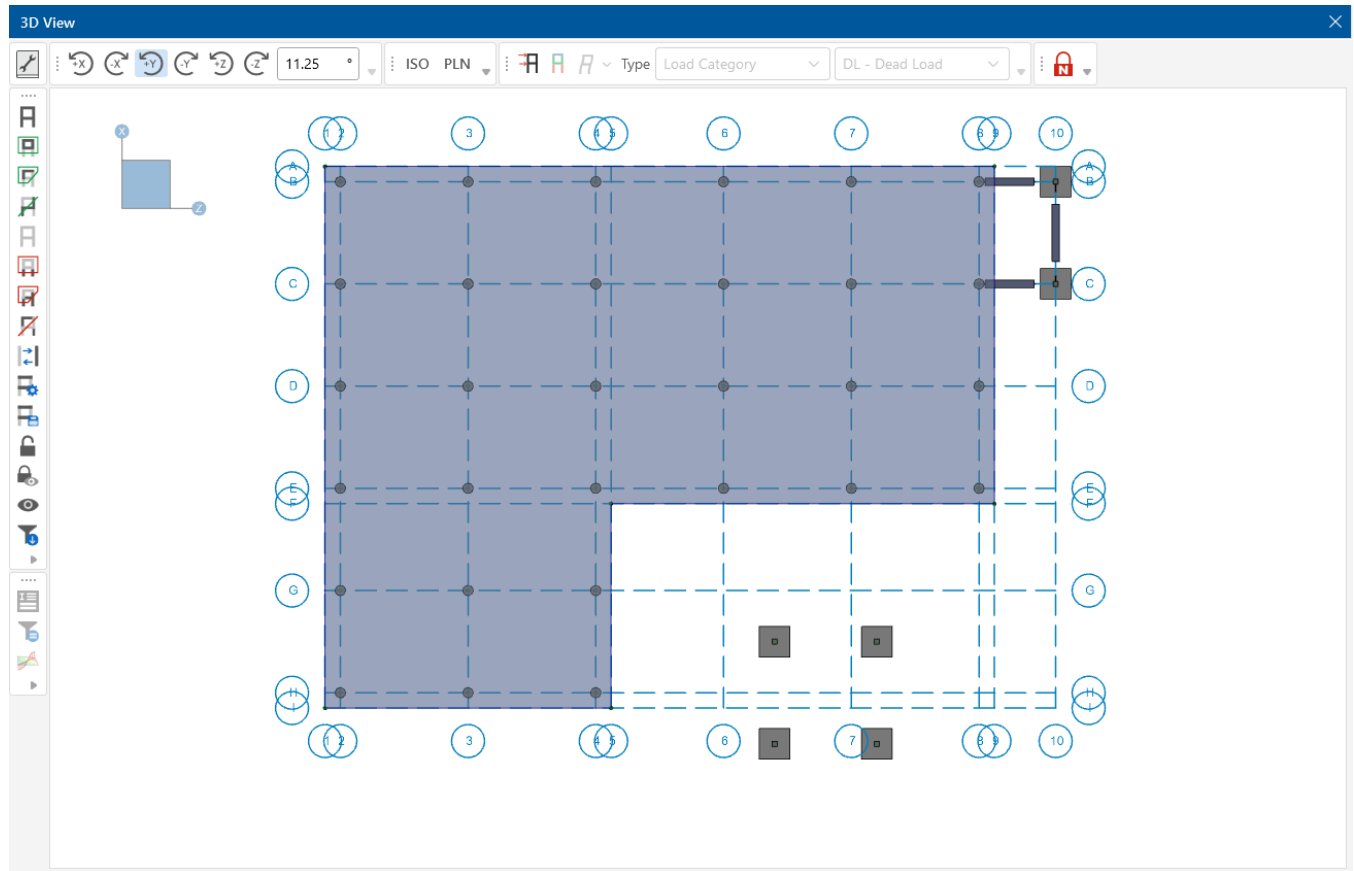 3D View
+X -X +Y -Y +Z -Z 11.25 ° ISO PLN Type Load Category DL - Dead Load N
X
Z
1 2 3 4 5 6 7 8 9 10
A A
B B
C C
D D
E E
F F
G G
H H
I I
1 2 3 4 5 6 7 8 9 10